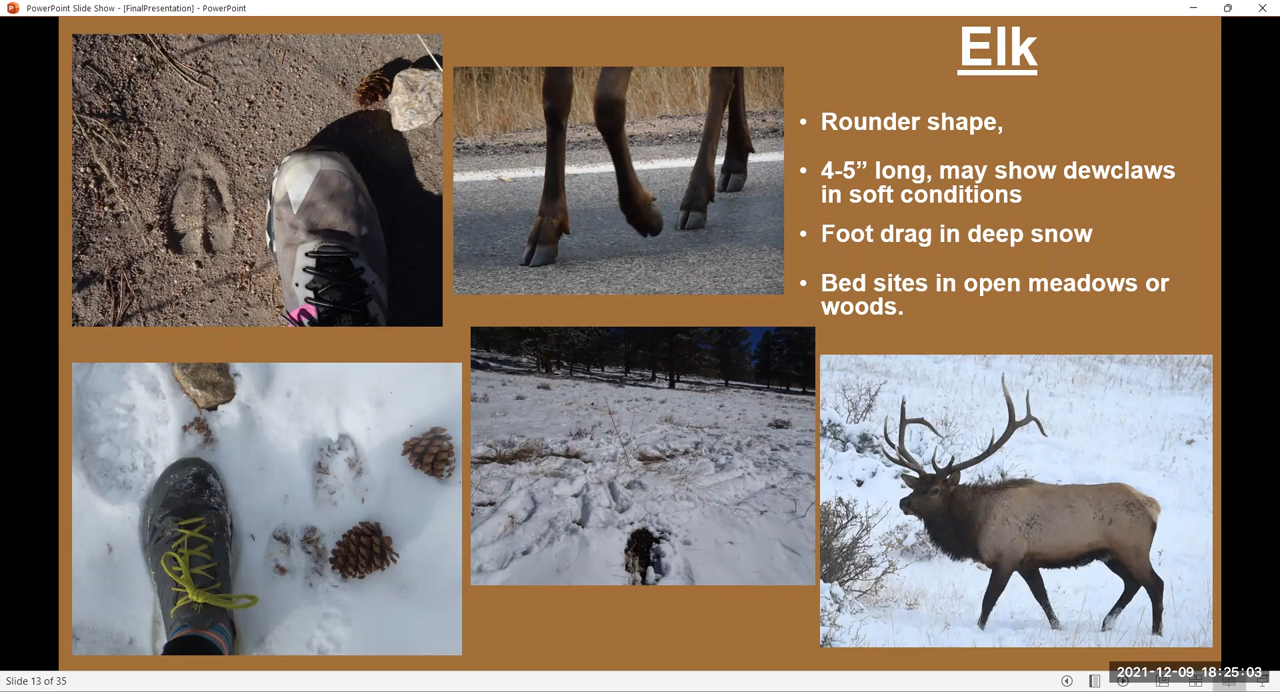 PowerPoint Slide Show - [FinalPresentation] - PowerPoint
Elk
• Rounder shape,
• 4-5” long, may show dewclaws
in soft conditions
• Foot drag in deep snow
• Bed sites in open meadows or
woods.
Slide 13 of 35
2021-12-09 18:25:03